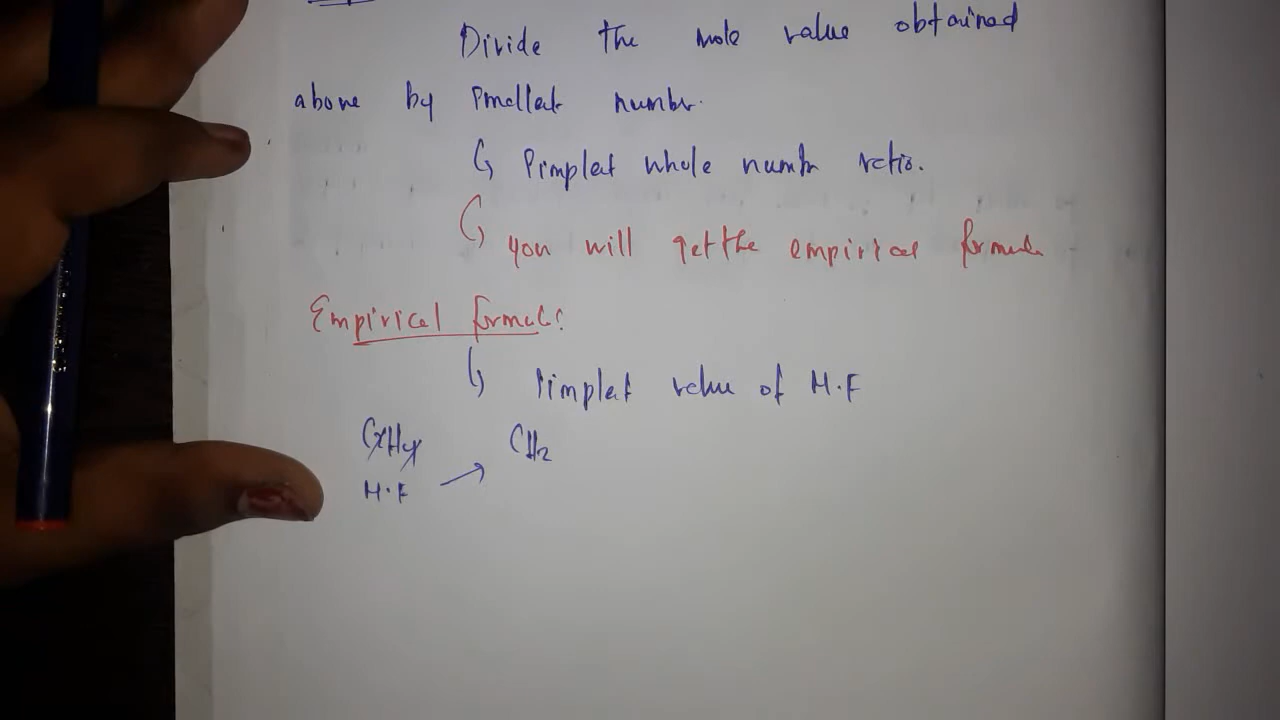 Divide the mole value obtained
above by smallest number.
↳ Simplest whole number ratio.
↳ you will get the empirical formula
Empirical formula:
↳ Simplest value of M.F
CxHy CH2
M.F →